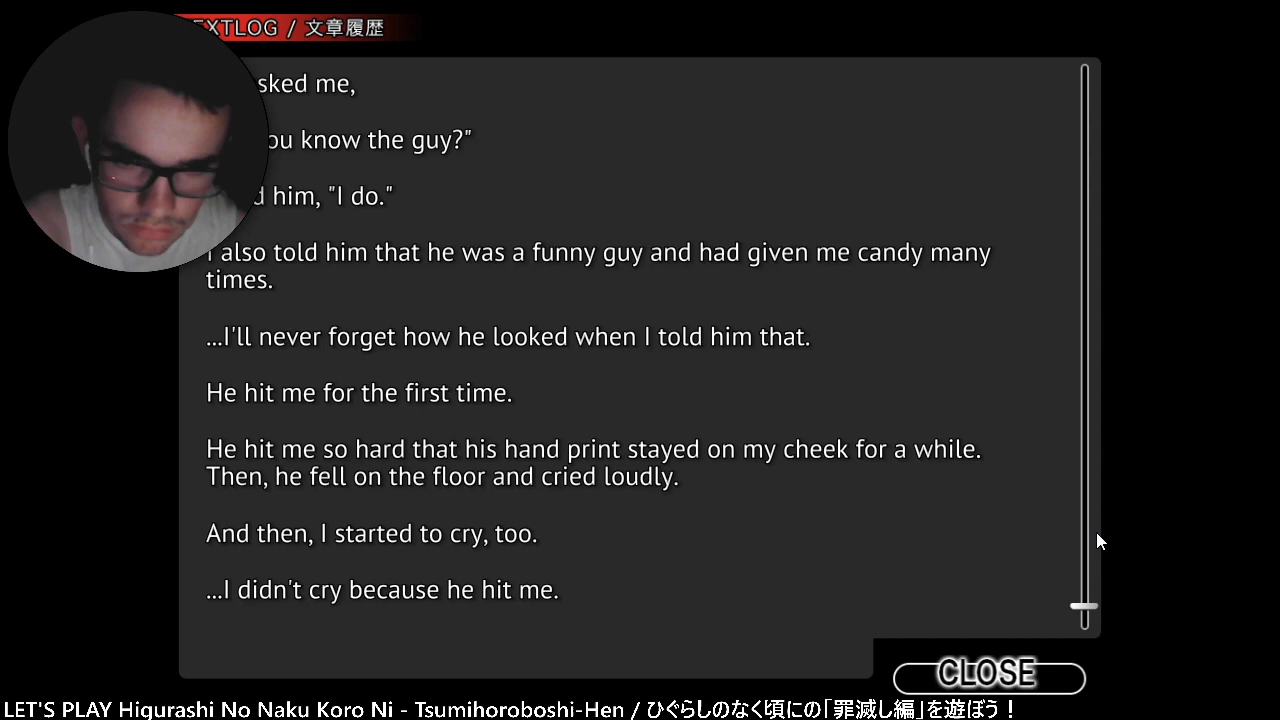 EXTLOG / 文章履歴
sked me,
ou know the guy?"
d him, "I do."
I also told him that he was a funny guy and had given me candy many
times.
...I'll never forget how he looked when I told him that.
He hit me for the first time.
He hit me so hard that his hand print stayed on my cheek for a while.
Then, he fell on the floor and cried loudly.
And then, I started to cry, too.
...I didn't cry because he hit me.
CLOSE
LET'S PLAY Higurashi No Naku Koro Ni - Tsumihoroboshi-Hen / ひぐらしのなく頃にの「罪滅し編」を遊ぼう！